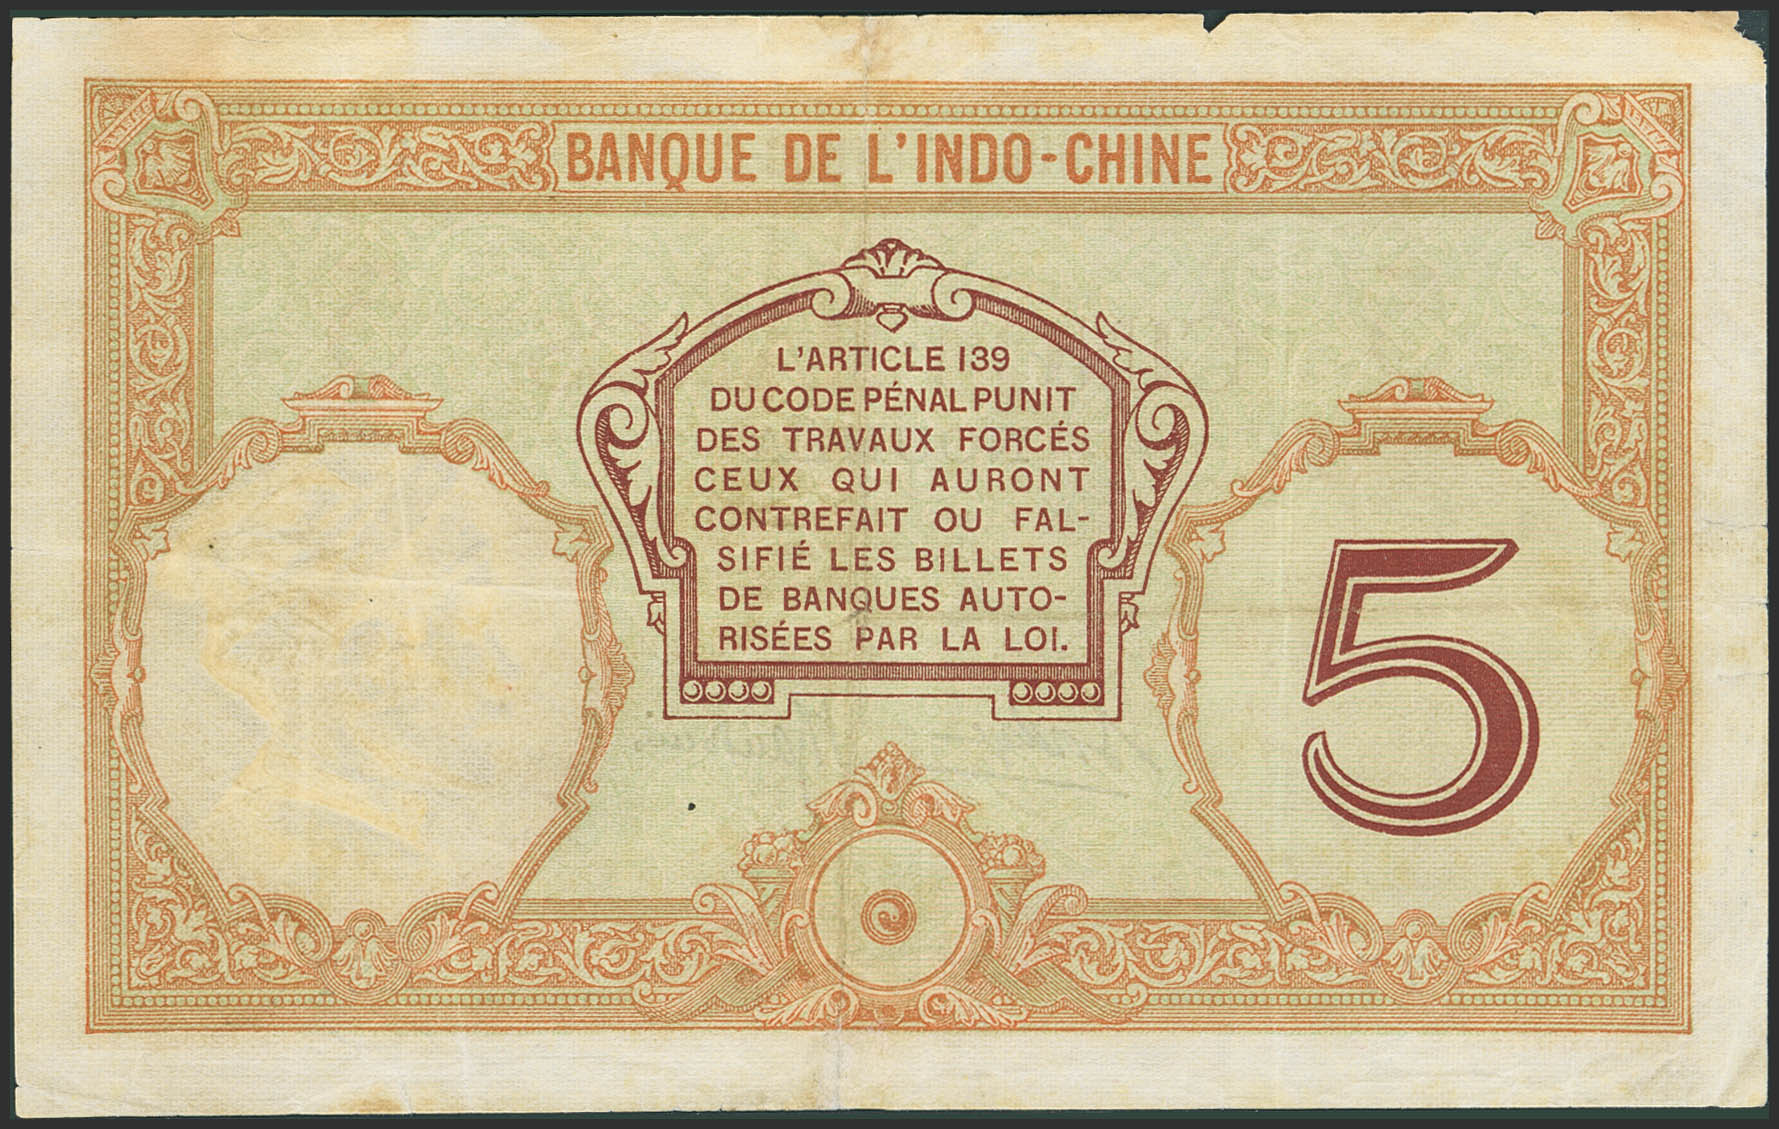 BANQUE DE L'INDO-CHINE
L'ARTICLE 139
DU CODE PÉNAL PUNIT
DES TRAVAUX FORCÉS
CEUX QUI AURONT
CONTREFAIT OU FAL-
SIFIÉ LES BILLETS
DE BANQUES AUTO-
RISÉES PAR LA LOI.
5